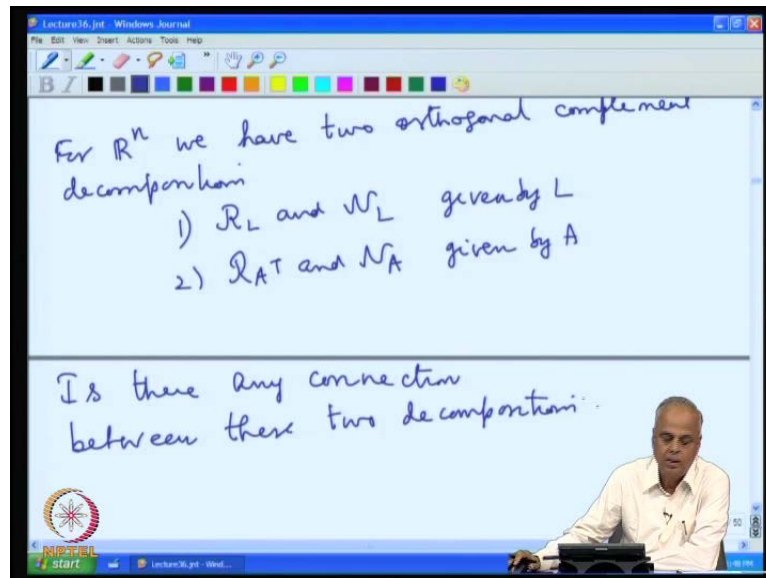 Lecture36.jnt - Windows Journal
File Edit View Insert Actions Tools Help
B I
For ℝⁿ we have two orthogonal complement
decomposition
1) R_L and N_L given by L
2) R_Aᵀ and N_A given by A
Is there any connection
between these two decomposition.
NPTEL
start Lecture36.jnt - Wind...